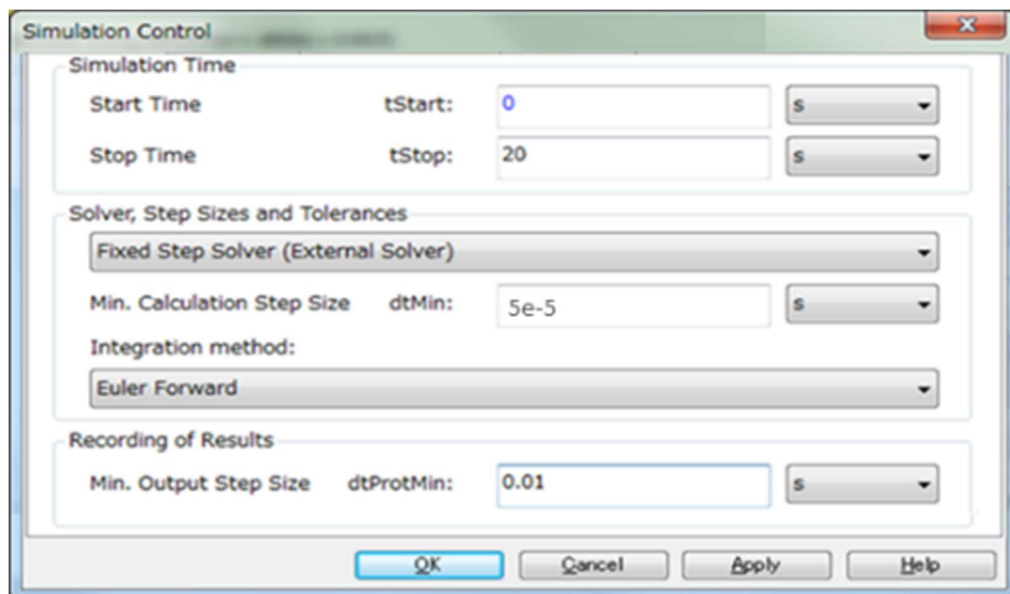 Simulation Control
Simulation Time
Start Time tStart: 0 s
Stop Time tStop: 20 s
Solver, Step Sizes and Tolerances
Fixed Step Solver (External Solver)
Min. Calculation Step Size dtMin: 5e-5 s
Integration method:
Euler Forward
Recording of Results
Min. Output Step Size dtProtMin: 0.01 s
OK Cancel Apply Help